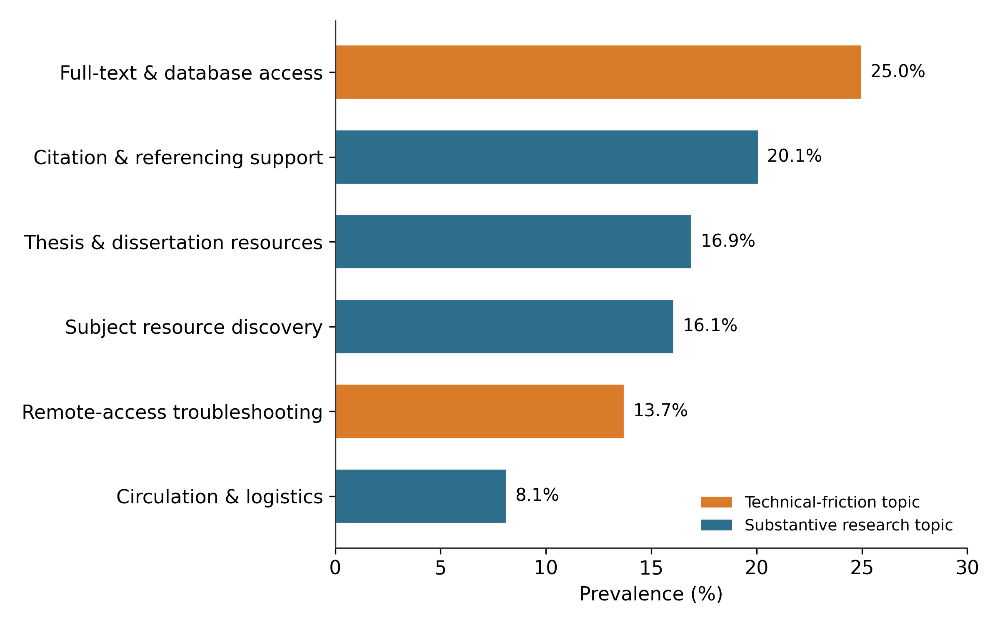 Full-text & database access 25.0%
Citation & referencing support 20.1%
Thesis & dissertation resources 16.9%
Subject resource discovery 16.1%
Remote-access troubleshooting 13.7%
Circulation & logistics 8.1%
Technical-friction topic
Substantive research topic
0 5 10 15 20 25 30
Prevalence (%)